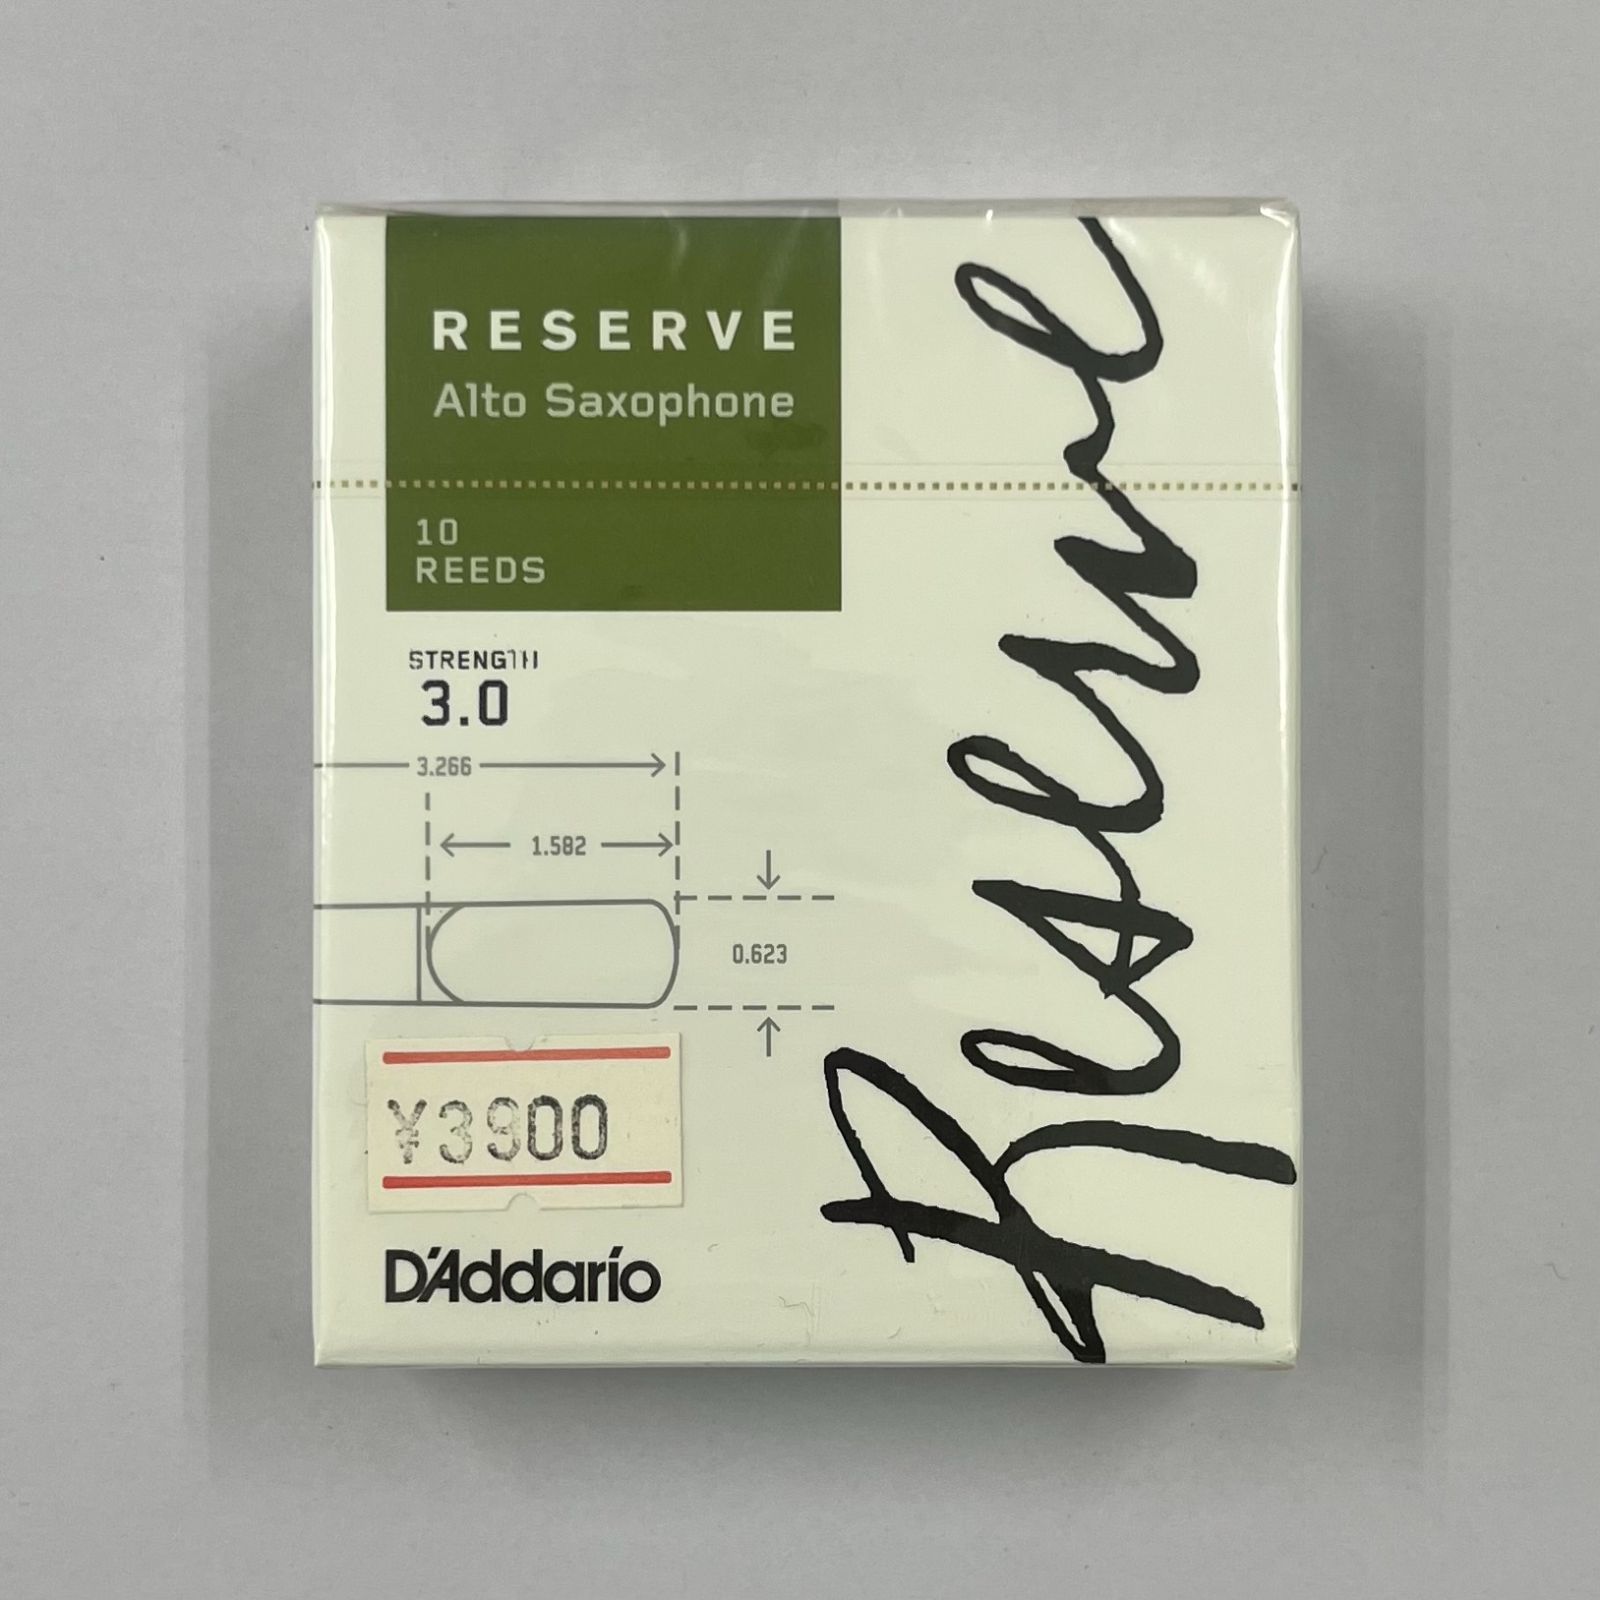 RESERVE
Alto Saxophone
10
REEDS
STRENGTH
3.0
3.266
1.582
0.623
¥3900
D'Addario
Reserve